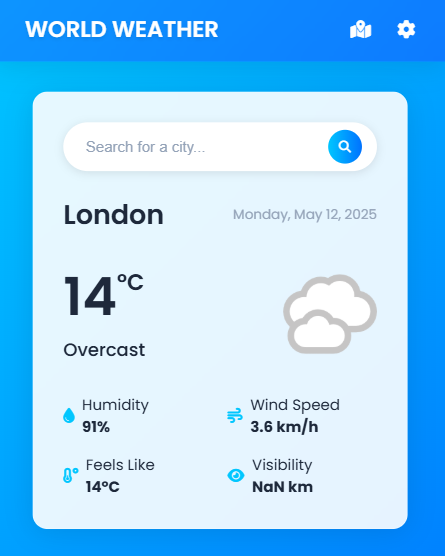 WORLD WEATHER
Search for a city...
London
Monday, May 12, 2025
14°C
Overcast
Humidity
91%
Wind Speed
3.6 km/h
Feels Like
14°C
Visibility
NaN km